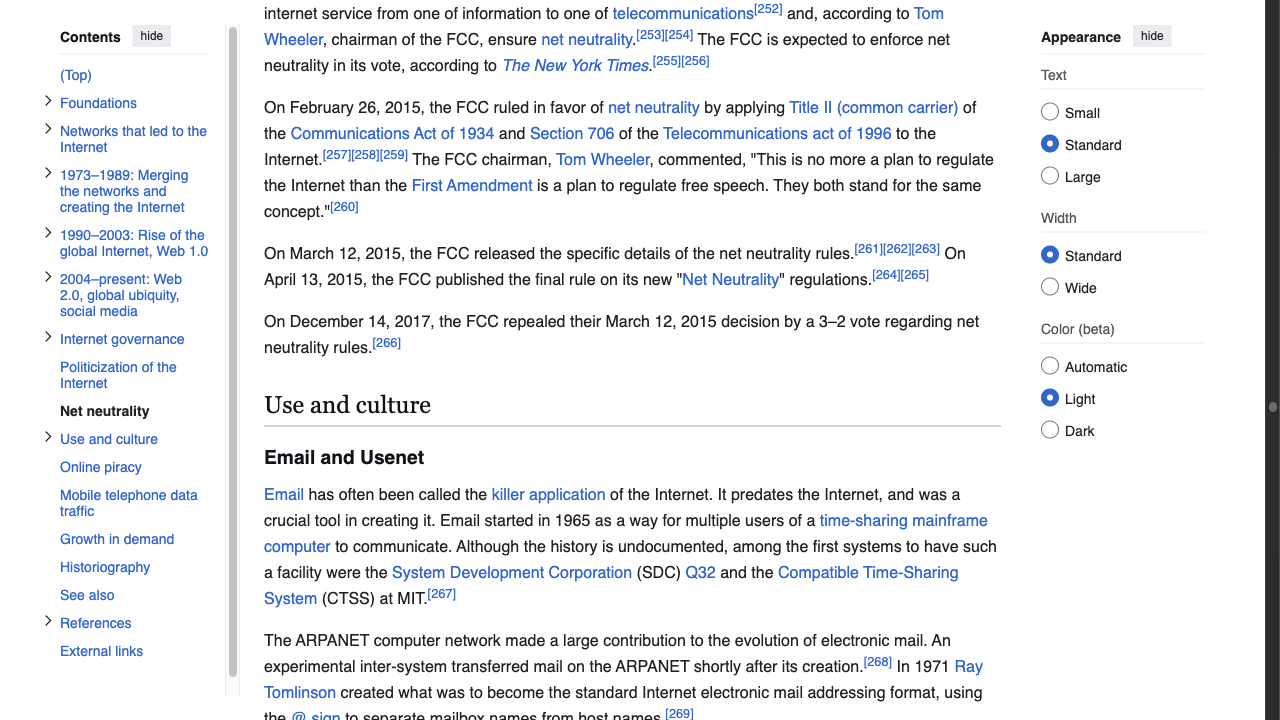 Contents hide
(Top)
Foundations
Networks that led to the
Internet
1973–1989: Merging
the networks and
creating the Internet
1990–2003: Rise of the
global Internet, Web 1.0
2004–present: Web
2.0, global ubiquity,
social media
Internet governance
Politicization of the
Internet
Net neutrality
Use and culture
Online piracy
Mobile telephone data
traffic
Growth in demand
Historiography
See also
References
External links
internet service from one of information to one of telecommunications[252] and, according to Tom
Wheeler, chairman of the FCC, ensure net neutrality.[253][254] The FCC is expected to enforce net
neutrality in its vote, according to The New York Times.[255][256]
On February 26, 2015, the FCC ruled in favor of net neutrality by applying Title II (common carrier) of
the Communications Act of 1934 and Section 706 of the Telecommunications act of 1996 to the
Internet.[257][258][259] The FCC chairman, Tom Wheeler, commented, "This is no more a plan to regulate
the Internet than the First Amendment is a plan to regulate free speech. They both stand for the same
concept."[260]
On March 12, 2015, the FCC released the specific details of the net neutrality rules.[261][262][263] On
April 13, 2015, the FCC published the final rule on its new "Net Neutrality" regulations.[264][265]
On December 14, 2017, the FCC repealed their March 12, 2015 decision by a 3–2 vote regarding net
neutrality rules.[266]
Use and culture
Email and Usenet
Email has often been called the killer application of the Internet. It predates the Internet, and was a
crucial tool in creating it. Email started in 1965 as a way for multiple users of a time-sharing mainframe
computer to communicate. Although the history is undocumented, among the first systems to have such
a facility were the System Development Corporation (SDC) Q32 and the Compatible Time-Sharing
System (CTSS) at MIT.[267]
The ARPANET computer network made a large contribution to the evolution of electronic mail. An
experimental inter-system transferred mail on the ARPANET shortly after its creation.[268] In 1971 Ray
Tomlinson created what was to become the standard Internet electronic mail addressing format, using
the @ sign to separate mailbox names from host names.[269]
Appearance hide
Text
Small
Standard
Large
Width
Standard
Wide
Color (beta)
Automatic
Light
Dark